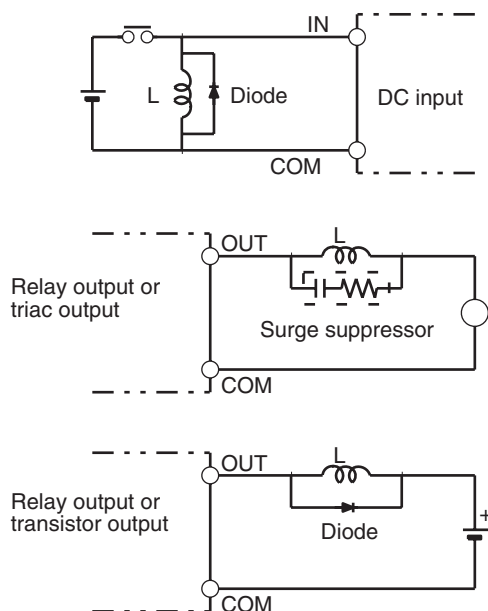 IN
L
Diode
DC input
COM
OUT
L
Relay output or
triac output
Surge suppressor
COM
OUT
L
Relay output or
transistor output
+
Diode
COM